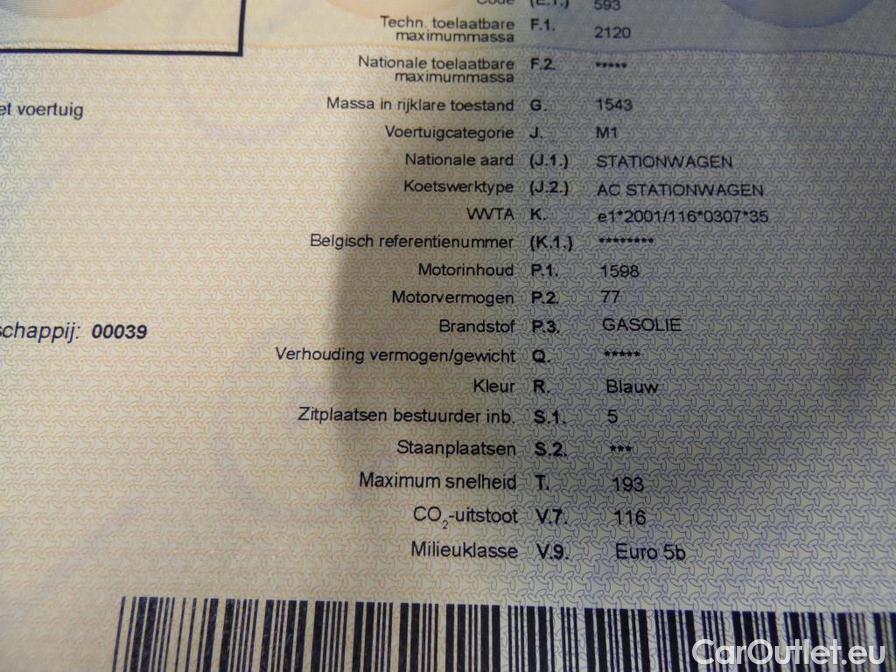 Code (E.1.) 593
Techn. toelaatbare F.1. 2120
maximummassa
Nationale toelaatbare F.2. *****
maximummassa
Massa in rijklare toestand G. 1543
et voertuig
Voertuigcategorie J. M1
Nationale aard (J.1.) STATIONWAGEN
Koetswerktype (J.2.) AC STATIONWAGEN
WVTA K. e1*2001/116*0307*35
Belgisch referentienummer (K.1.) ********
Motorinhoud P.1. 1598
Motorvermogen P.2. 77
schappij: 00039
Brandstof P.3. GASOLIE
Verhouding vermogen/gewicht Q. *****
Kleur R. Blauw
Zitplaatsen bestuurder inb. S.1. 5
Staanplaatsen S.2. ***
Maximum snelheid T. 193
CO2-uitstoot V.7. 116
Milieuklasse V.9. Euro 5b
CarOutlet.eu